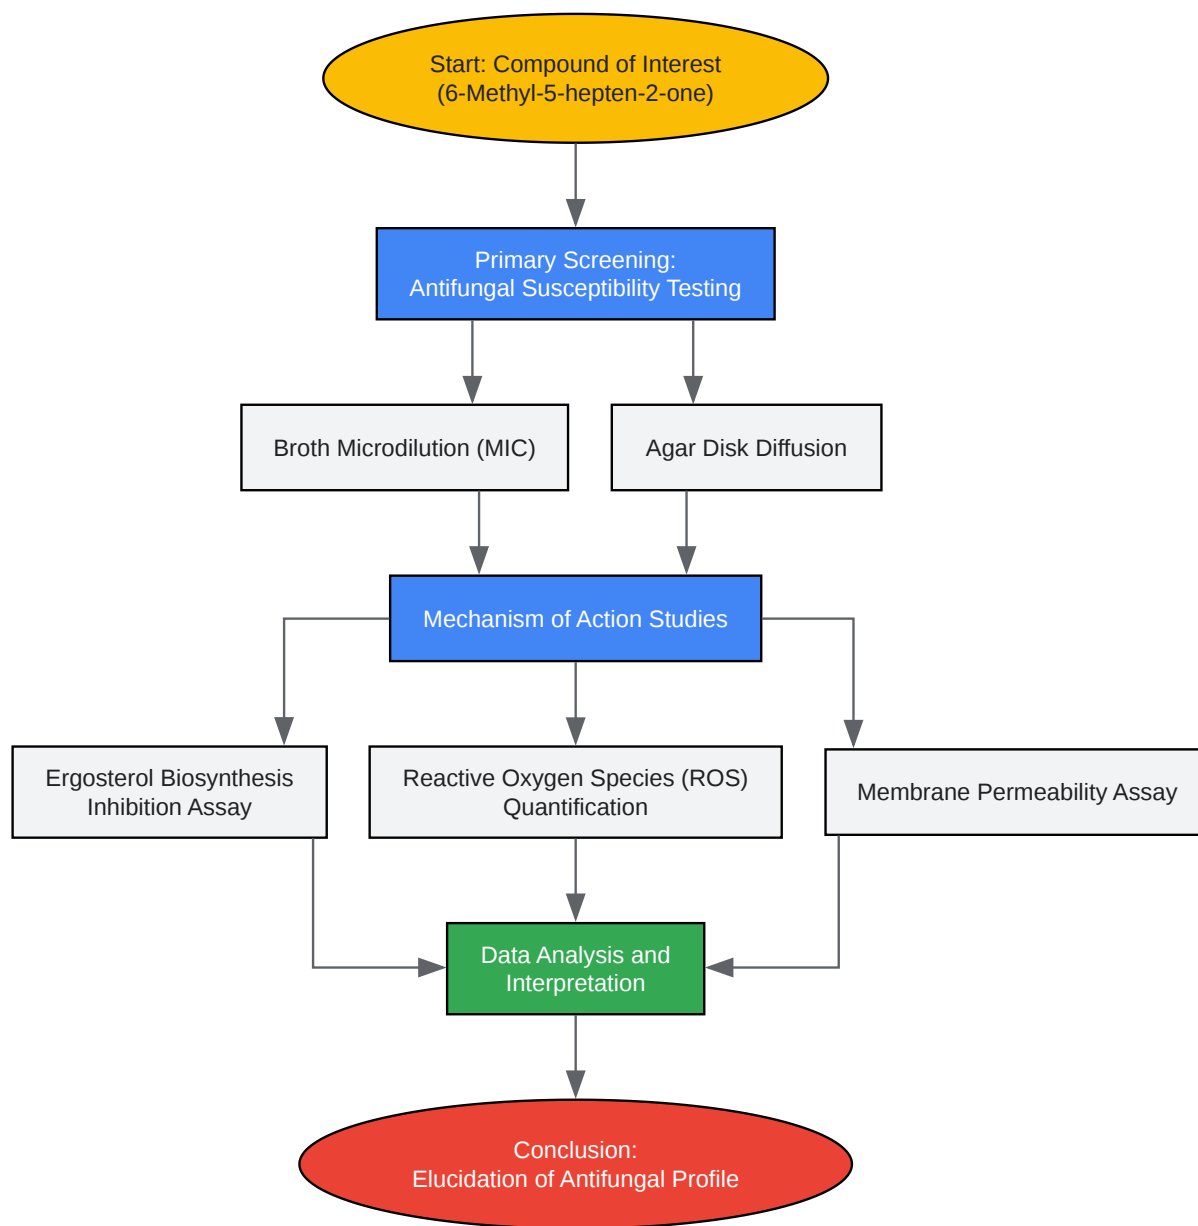 Start: Compound of Interest
(6-Methyl-5-hepten-2-one)
Primary Screening:
Antifungal Susceptibility Testing
Broth Microdilution (MIC)
Agar Disk Diffusion
Mechanism of Action Studies
Ergosterol Biosynthesis
Inhibition Assay
Reactive Oxygen Species (ROS)
Quantification
Membrane Permeability Assay
Data Analysis and
Interpretation
Conclusion:
Elucidation of Antifungal Profile